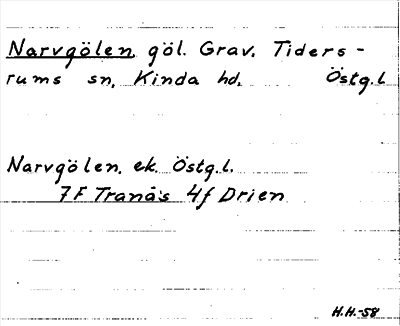 Narvgölen göl. Grav. Tiders-
rums sn, Kinda hd. Östg.l
Narvgölen. ek. Östg.l.
7F Tranås 4f Drien
H.H.-58